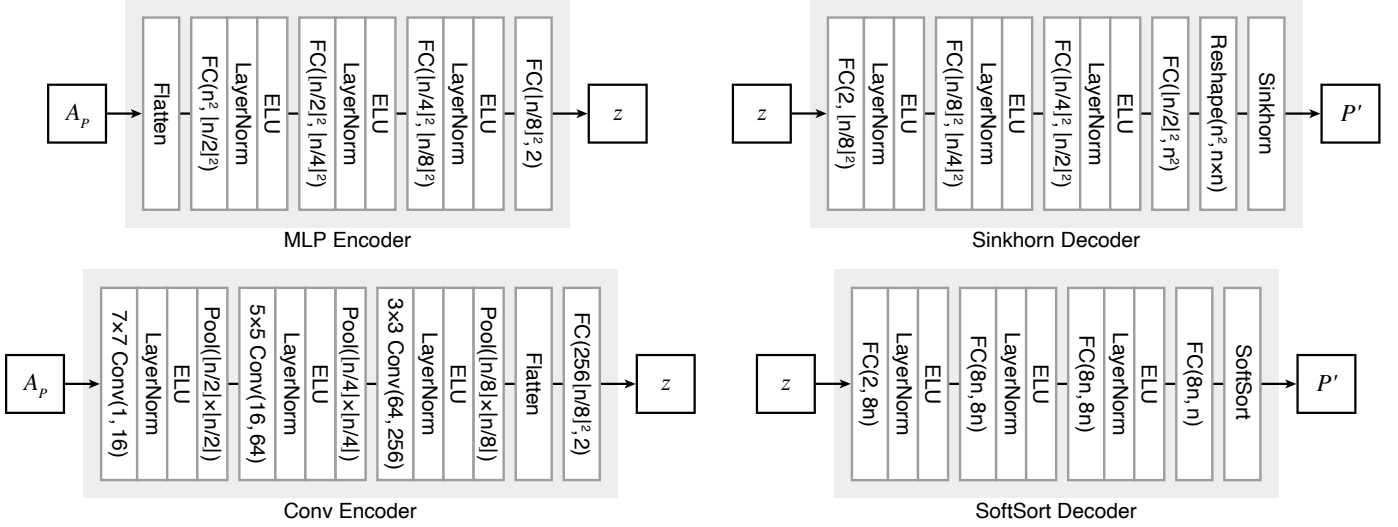 A_P
Flatten
FC(n², ⌊n/2⌋²)
LayerNorm
ELU
FC(⌊n/2⌋², ⌊n/4⌋²)
LayerNorm
ELU
FC(⌊n/4⌋², ⌊n/8⌋²)
LayerNorm
ELU
FC(⌊n/8⌋², 2)
z
MLP Encoder
z
FC(2, ⌊n/8⌋²)
LayerNorm
ELU
FC(⌊n/8⌋², ⌊n/4⌋²)
LayerNorm
ELU
FC(⌊n/4⌋², ⌊n/2⌋²)
LayerNorm
ELU
FC(⌊n/2⌋², n²)
Reshape(n², n×n)
Sinkhorn
P'
Sinkhorn Decoder
A_P
7×7 Conv(1, 16)
LayerNorm
ELU
Pool(⌊n/2⌋×⌊n/2⌋)
5×5 Conv(16, 64)
LayerNorm
ELU
Pool(⌊n/4⌋×⌊n/4⌋)
3×3 Conv(64, 256)
LayerNorm
ELU
Pool(⌊n/8⌋×⌊n/8⌋)
Flatten
FC(256⌊n/8⌋², 2)
z
Conv Encoder
z
FC(2, 8n)
LayerNorm
ELU
FC(8n, 8n)
LayerNorm
ELU
FC(8n, 8n)
LayerNorm
ELU
FC(8n, n)
SoftSort
P'
SoftSort Decoder